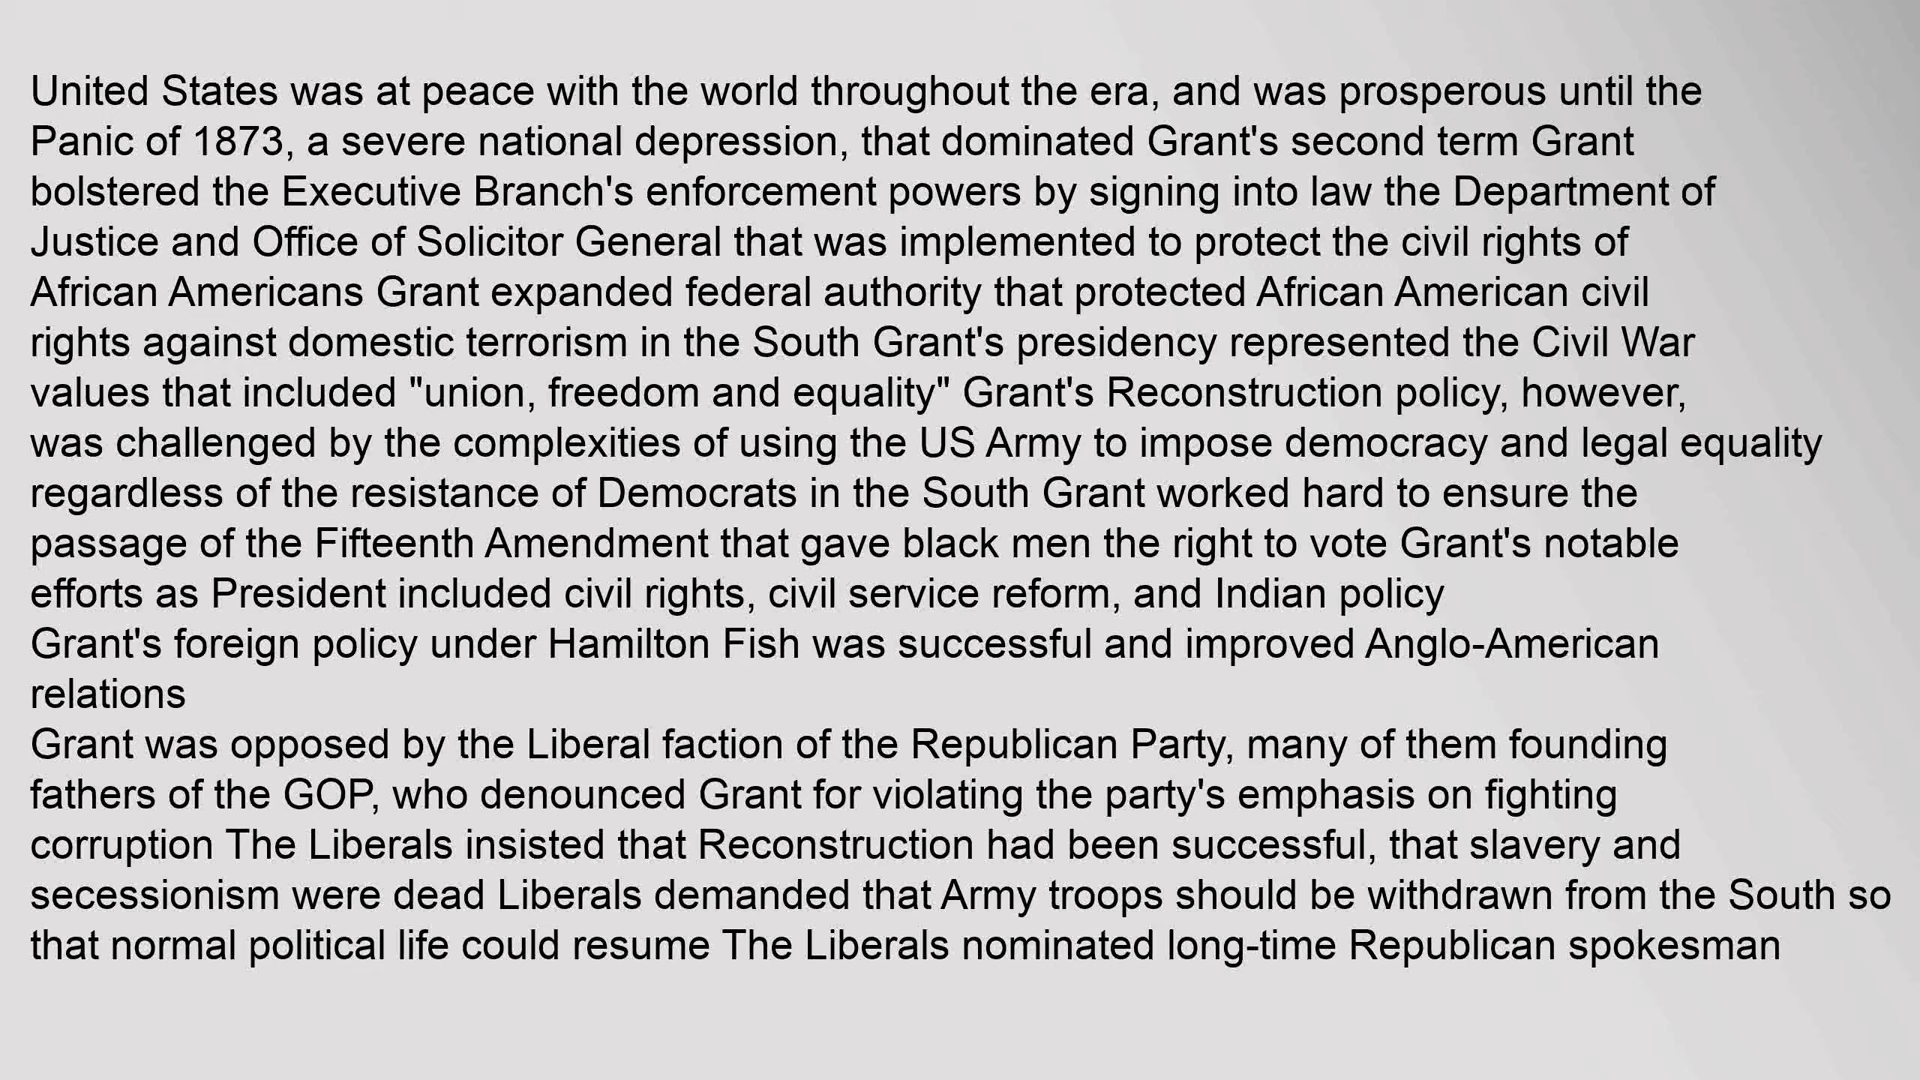 United States was at peace with the world throughout the era, and was prosperous until the
Panic of 1873, a severe national depression, that dominated Grant's second term Grant
bolstered the Executive Branch's enforcement powers by signing into law the Department of
Justice and Office of Solicitor General that was implemented to protect the civil rights of
African Americans Grant expanded federal authority that protected African American civil
rights against domestic terrorism in the South Grant's presidency represented the Civil War
values that included "union, freedom and equality" Grant's Reconstruction policy, however,
was challenged by the complexities of using the US Army to impose democracy and legal equality
regardless of the resistance of Democrats in the South Grant worked hard to ensure the
passage of the Fifteenth Amendment that gave black men the right to vote Grant's notable
efforts as President included civil rights, civil service reform, and Indian policy
Grant's foreign policy under Hamilton Fish was successful and improved Anglo-American
relations
Grant was opposed by the Liberal faction of the Republican Party, many of them founding
fathers of the GOP, who denounced Grant for violating the party's emphasis on fighting
corruption The Liberals insisted that Reconstruction had been successful, that slavery and
secessionism were dead Liberals demanded that Army troops should be withdrawn from the South so
that normal political life could resume The Liberals nominated long-time Republican spokesman